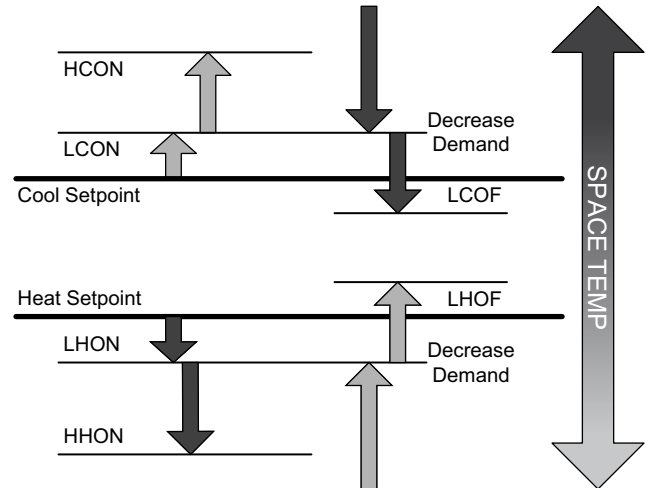 HCON
Decrease
Demand
LCON
Cool Setpoint
LCOF
SPACE TEMP
Heat Setpoint
LHOF
LHON
Decrease
Demand
HHON